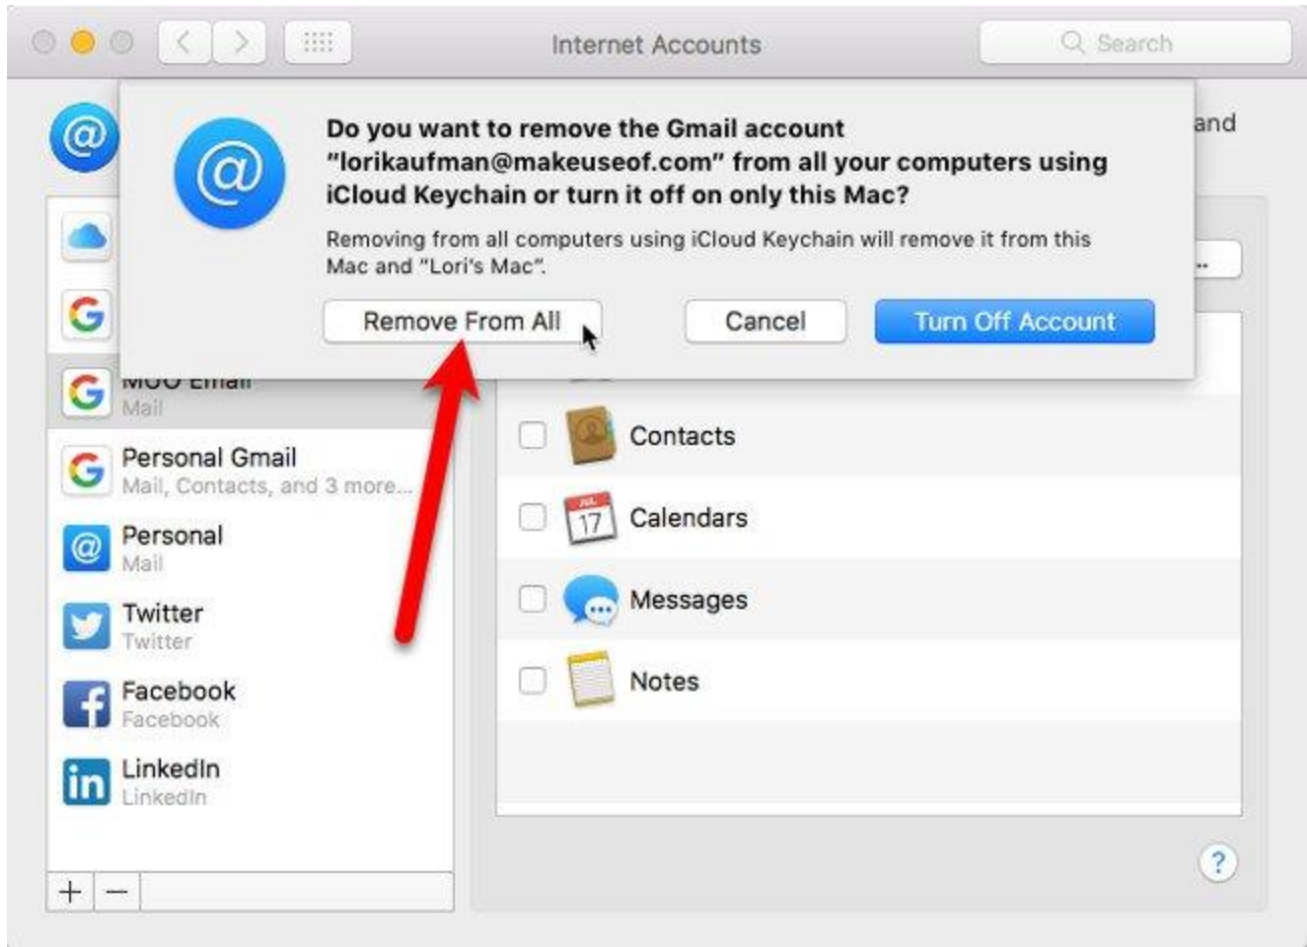 Internet Accounts
Search
and
Do you want to remove the Gmail account
"lorikaufman@makeuseof.com" from all your computers using
iCloud Keychain or turn it off on only this Mac?
Removing from all computers using iCloud Keychain will remove it from this
Mac and "Lori's Mac".
..
Remove From All
Cancel
Turn Off Account
MUO Email
Mail
Personal Gmail
Mail, Contacts, and 3 more...
Personal
Mail
Twitter
Twitter
Facebook
Facebook
LinkedIn
LinkedIn
Contacts
JUL
17
Calendars
Messages
Notes
+ −
?